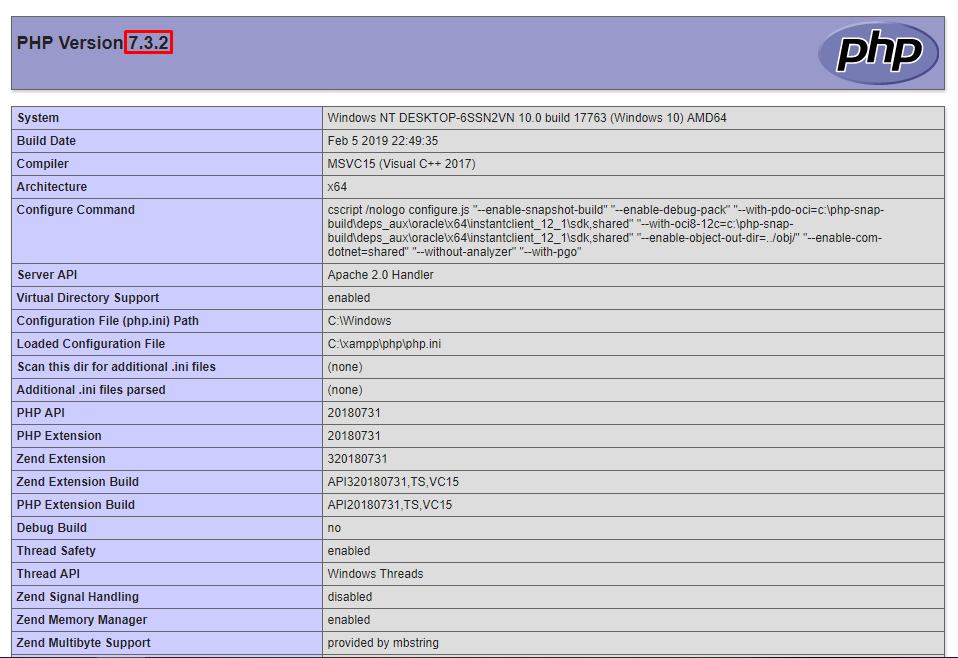 PHP Version 7.3.2
php
System Windows NT DESKTOP-6SSN2VN 10.0 build 17763 (Windows 10) AMD64
Build Date Feb 5 2019 22:49:35
Compiler MSVC15 (Visual C++ 2017)
Architecture x64
Configure Command cscript /nologo configure.js "--enable-snapshot-build" "--enable-debug-pack" "--with-pdo-oci=c:\php-snap-
build\deps_aux\oracle\x64\instantclient_12_1\sdk,shared" "--with-oci8-12c=c:\php-snap-
build\deps_aux\oracle\x64\instantclient_12_1\sdk,shared" "--enable-object-out-dir=../obj/" "--enable-com-
dotnet=shared" "--without-analyzer" "--with-pgo"
Server API Apache 2.0 Handler
Virtual Directory Support enabled
Configuration File (php.ini) Path C:\Windows
Loaded Configuration File C:\xampp\php\php.ini
Scan this dir for additional .ini files (none)
Additional .ini files parsed (none)
PHP API 20180731
PHP Extension 20180731
Zend Extension 320180731
Zend Extension Build API320180731,TS,VC15
PHP Extension Build API20180731,TS,VC15
Debug Build no
Thread Safety enabled
Thread API Windows Threads
Zend Signal Handling disabled
Zend Memory Manager enabled
Zend Multibyte Support provided by mbstring